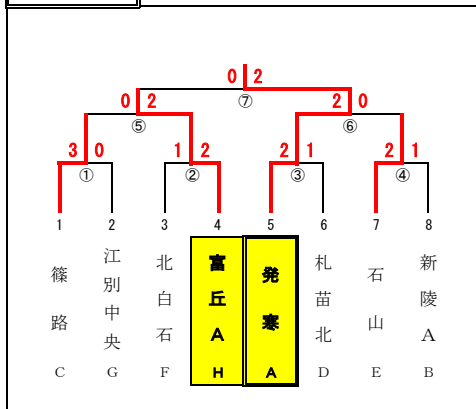 0 2
⑦
0 2 2 0
⑤ ⑥
3 0 1 2 2 1 2 1
① ② ③ ④
1 2 3 4 5 6 7 8
篠路
江別中央
北白石
富丘A
発寒
札苗北
石山
新陵A
C G F H A D E B